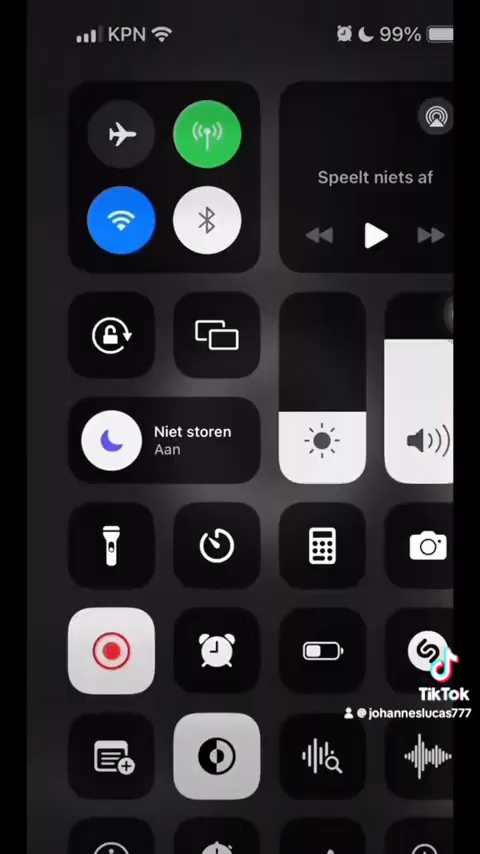 KPN 99%
Speelt niets af
Niet storen
Aan
TikTok
@johanneslucas777